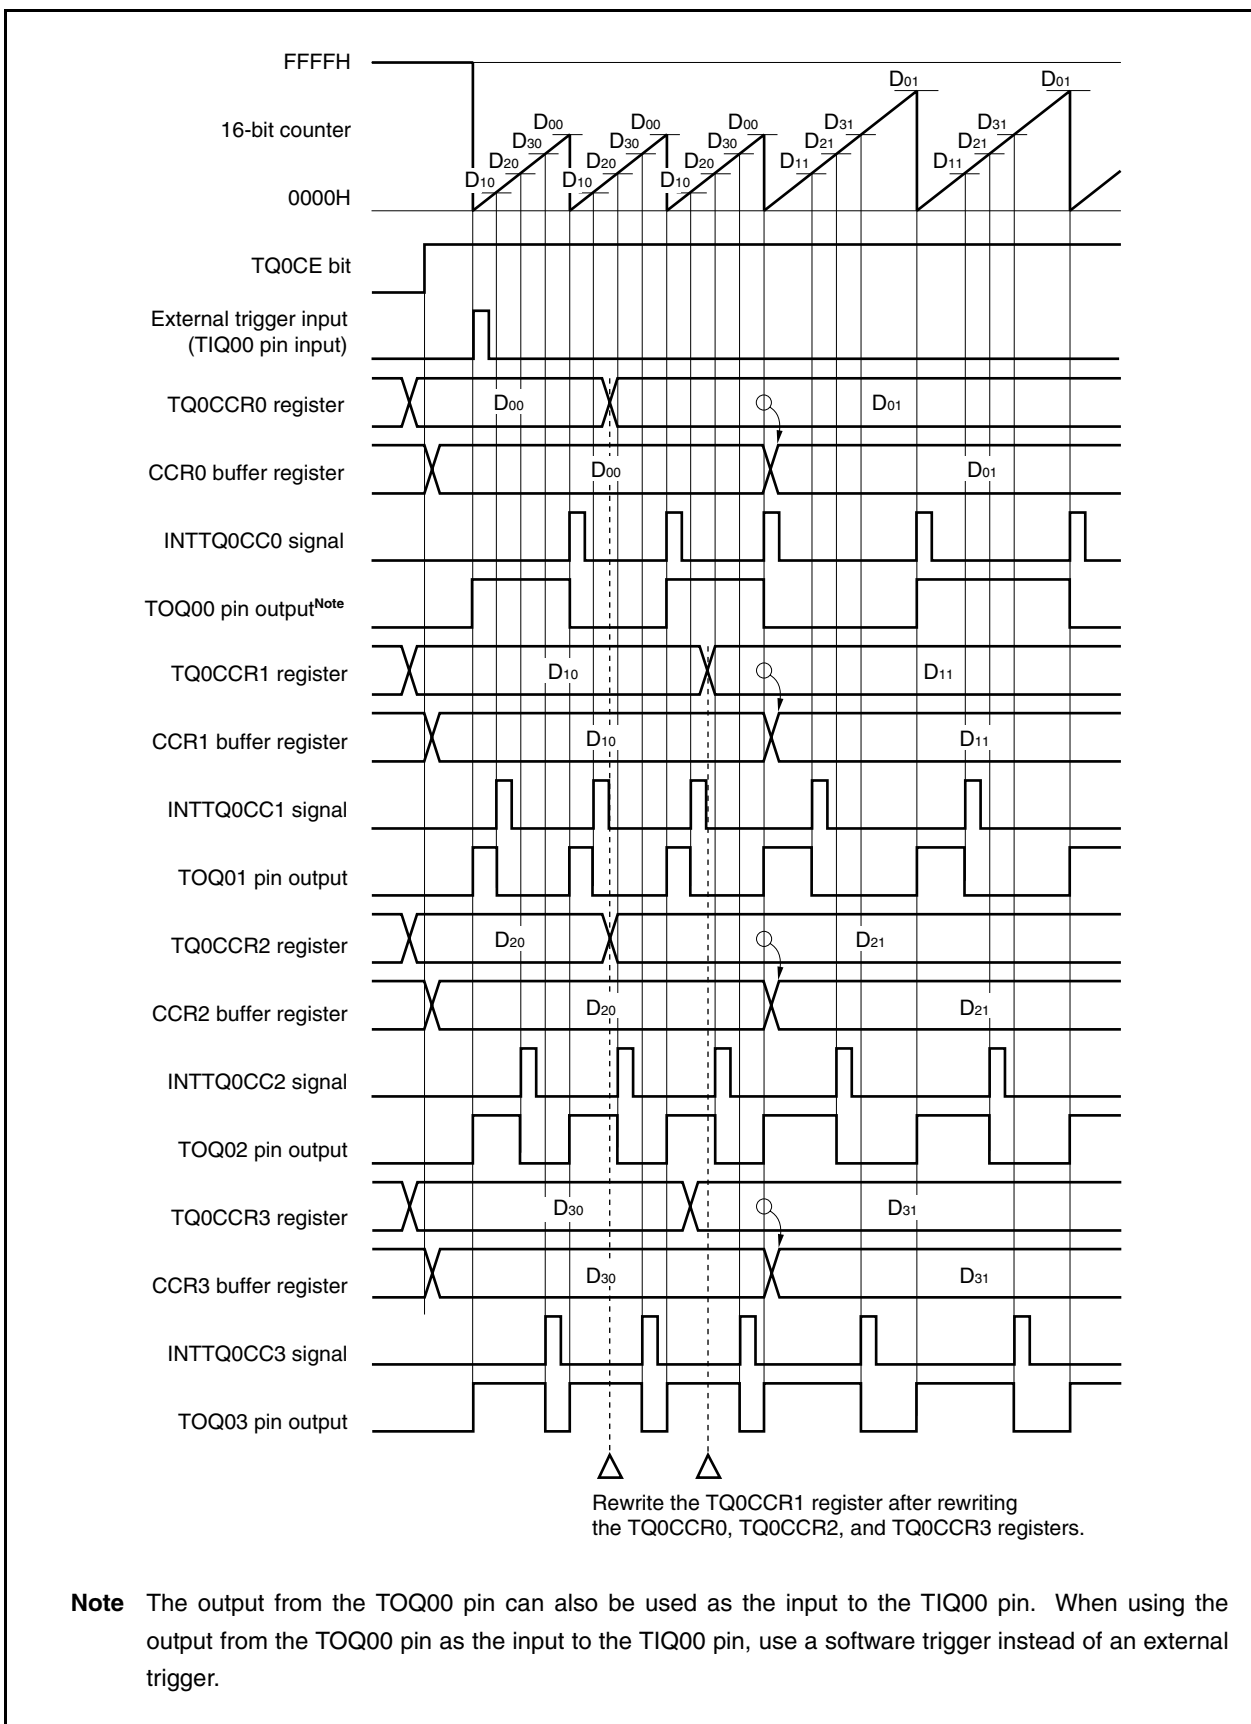 FFFFH
D01 D01
16-bit counter
D00 D00 D00 D31 D31
D30 D30 D30 D21 D21
D20 D20 D20 D11 D11
D10 D10 D10
0000H
TQ0CE bit
External trigger input
(TIQ00 pin input)
TQ0CCR0 register D00 D01
CCR0 buffer register D00 D01
INTTQ0CC0 signal
TOQ00 pin outputNote
TQ0CCR1 register D10 D11
CCR1 buffer register D10 D11
INTTQ0CC1 signal
TOQ01 pin output
TQ0CCR2 register D20 D21
CCR2 buffer register D20 D21
INTTQ0CC2 signal
TOQ02 pin output
TQ0CCR3 register D30 D31
CCR3 buffer register D30 D31
INTTQ0CC3 signal
TOQ03 pin output
Rewrite the TQ0CCR1 register after rewriting
the TQ0CCR0, TQ0CCR2, and TQ0CCR3 registers.
Note The output from the TOQ00 pin can also be used as the input to the TIQ00 pin. When using the
output from the TOQ00 pin as the input to the TIQ00 pin, use a software trigger instead of an external
trigger.